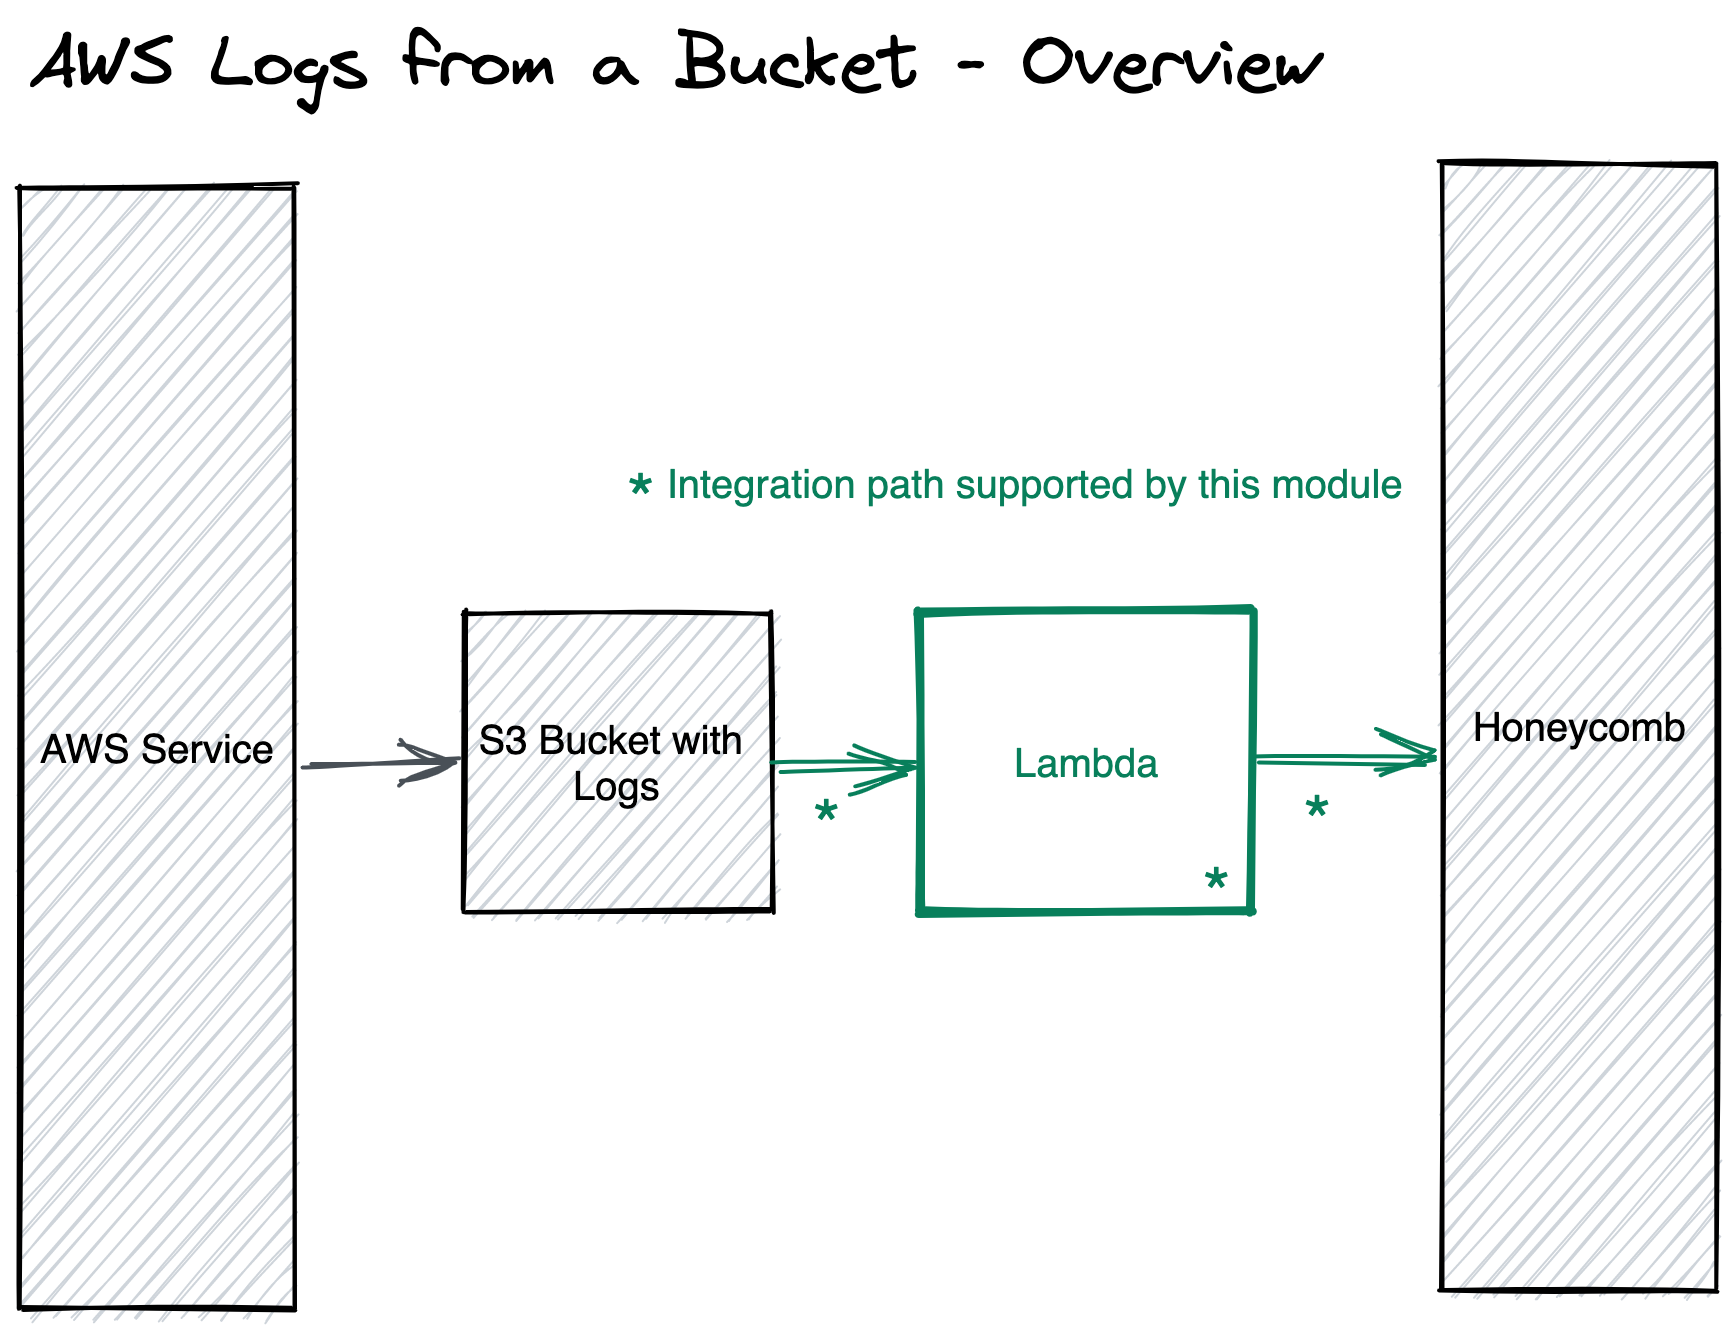 AWS Logs from a Bucket - Overview
* Integration path supported by this module
AWS Service
S3 Bucket with
Logs
*
Lambda
*
*
Honeycomb